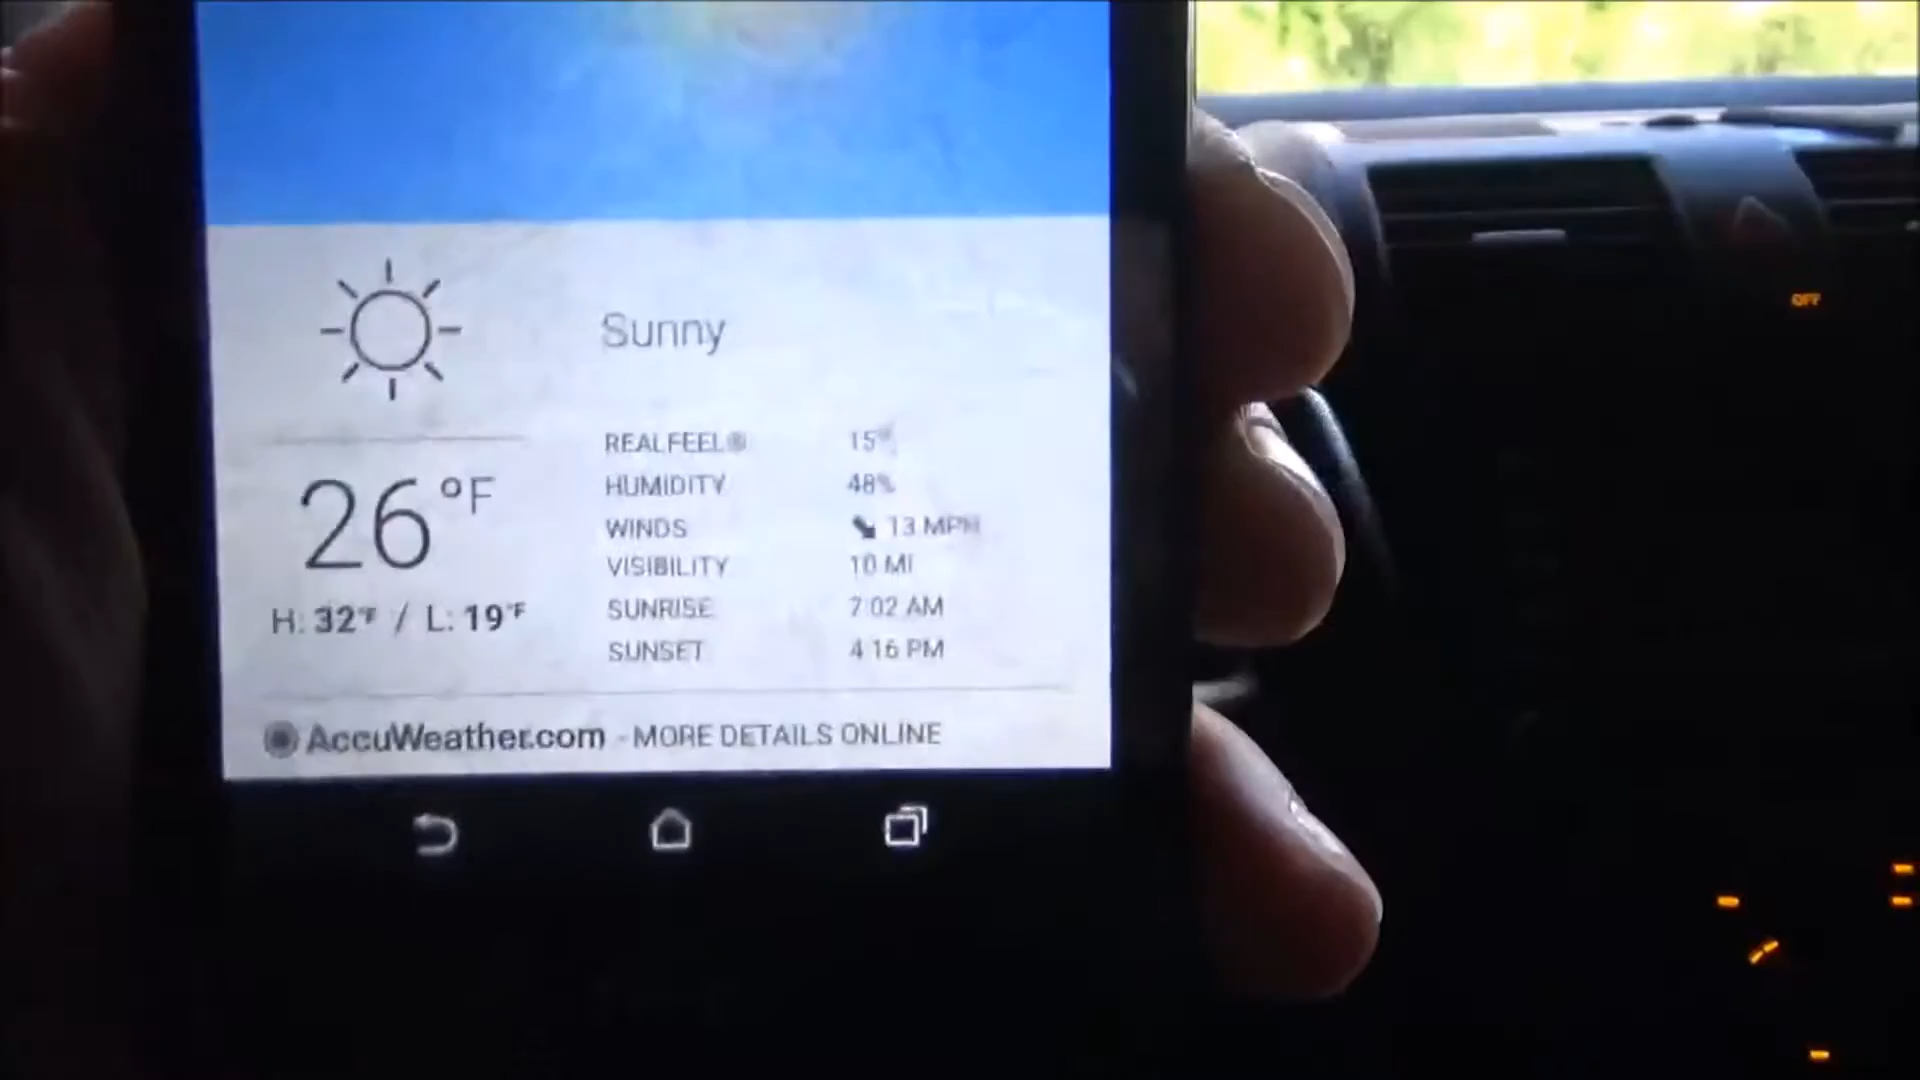 Sunny
REALFEEL® 15°
HUMIDITY 48%
26°F
WINDS 13 MPH
VISIBILITY 10 MI
H: 32°F / L: 19°F
SUNRISE 7:02 AM
SUNSET 4:16 PM
AccuWeather.com - MORE DETAILS ONLINE
OFF